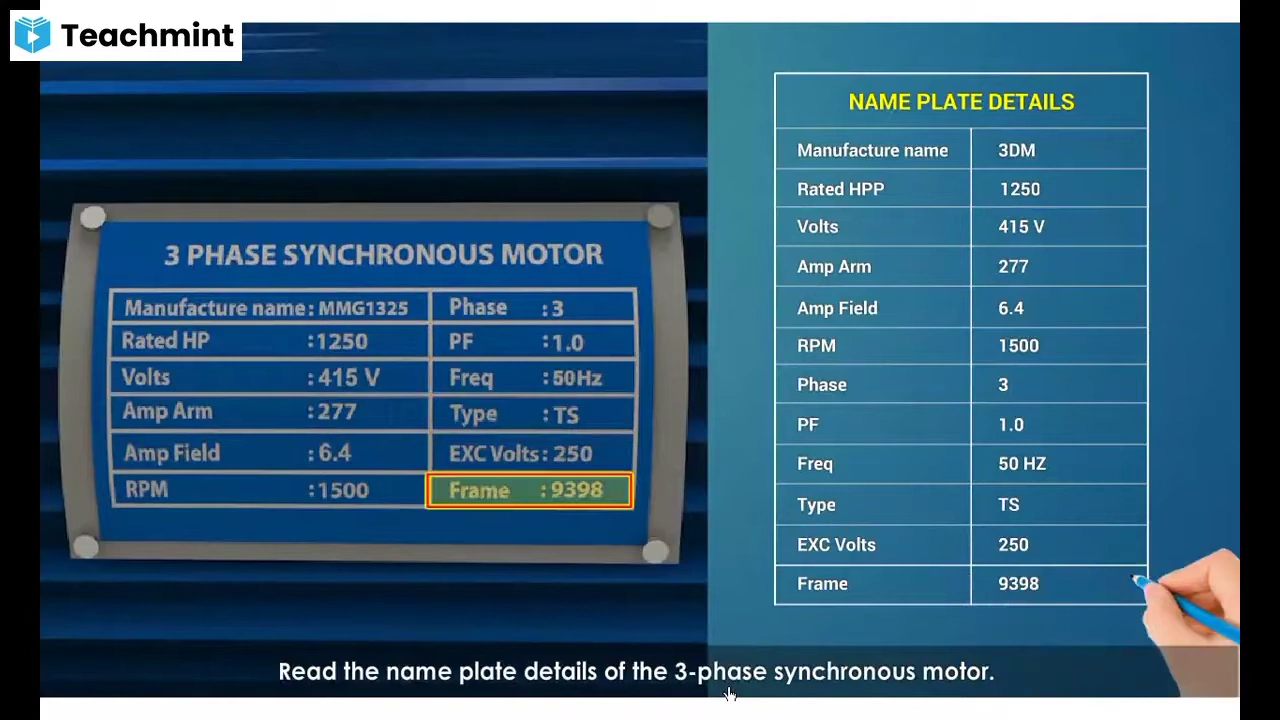 Teachmint
3 PHASE SYNCHRONOUS MOTOR
Manufacture name : MMG1325 Phase : 3
Rated HP : 1250 PF : 1.0
Volts : 415 V Freq : 50Hz
Amp Arm : 277 Type : TS
Amp Field : 6.4 EXC Volts : 250
RPM : 1500 Frame : 9398
NAME PLATE DETAILS
Manufacture name 3DM
Rated HPP 1250
Volts 415 V
Amp Arm 277
Amp Field 6.4
RPM 1500
Phase 3
PF 1.0
Freq 50 HZ
Type TS
EXC Volts 250
Frame 9398
Read the name plate details of the 3-phase synchronous motor.